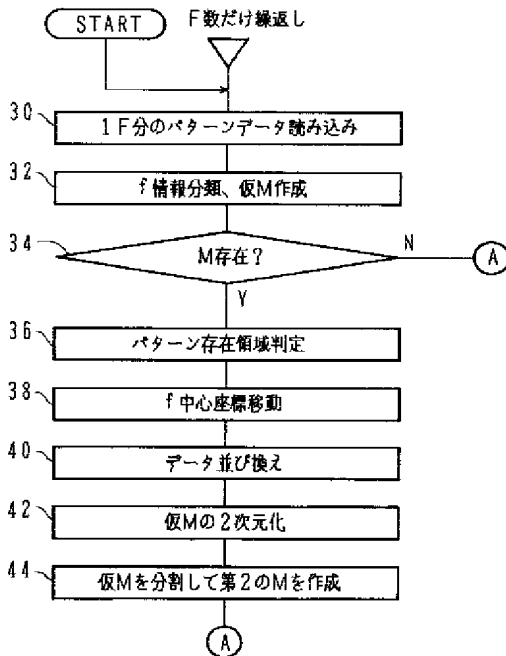 START
F数だけ繰返し
30
1F分のパターンデータ読み込み
32
f情報分類、仮M作成
34
M存在?
N
A
Y
36
パターン存在領域判定
38
f中心座標移動
40
データ並び換え
42
仮Mの2次元化
44
仮Mを分割して第2のMを作成
A